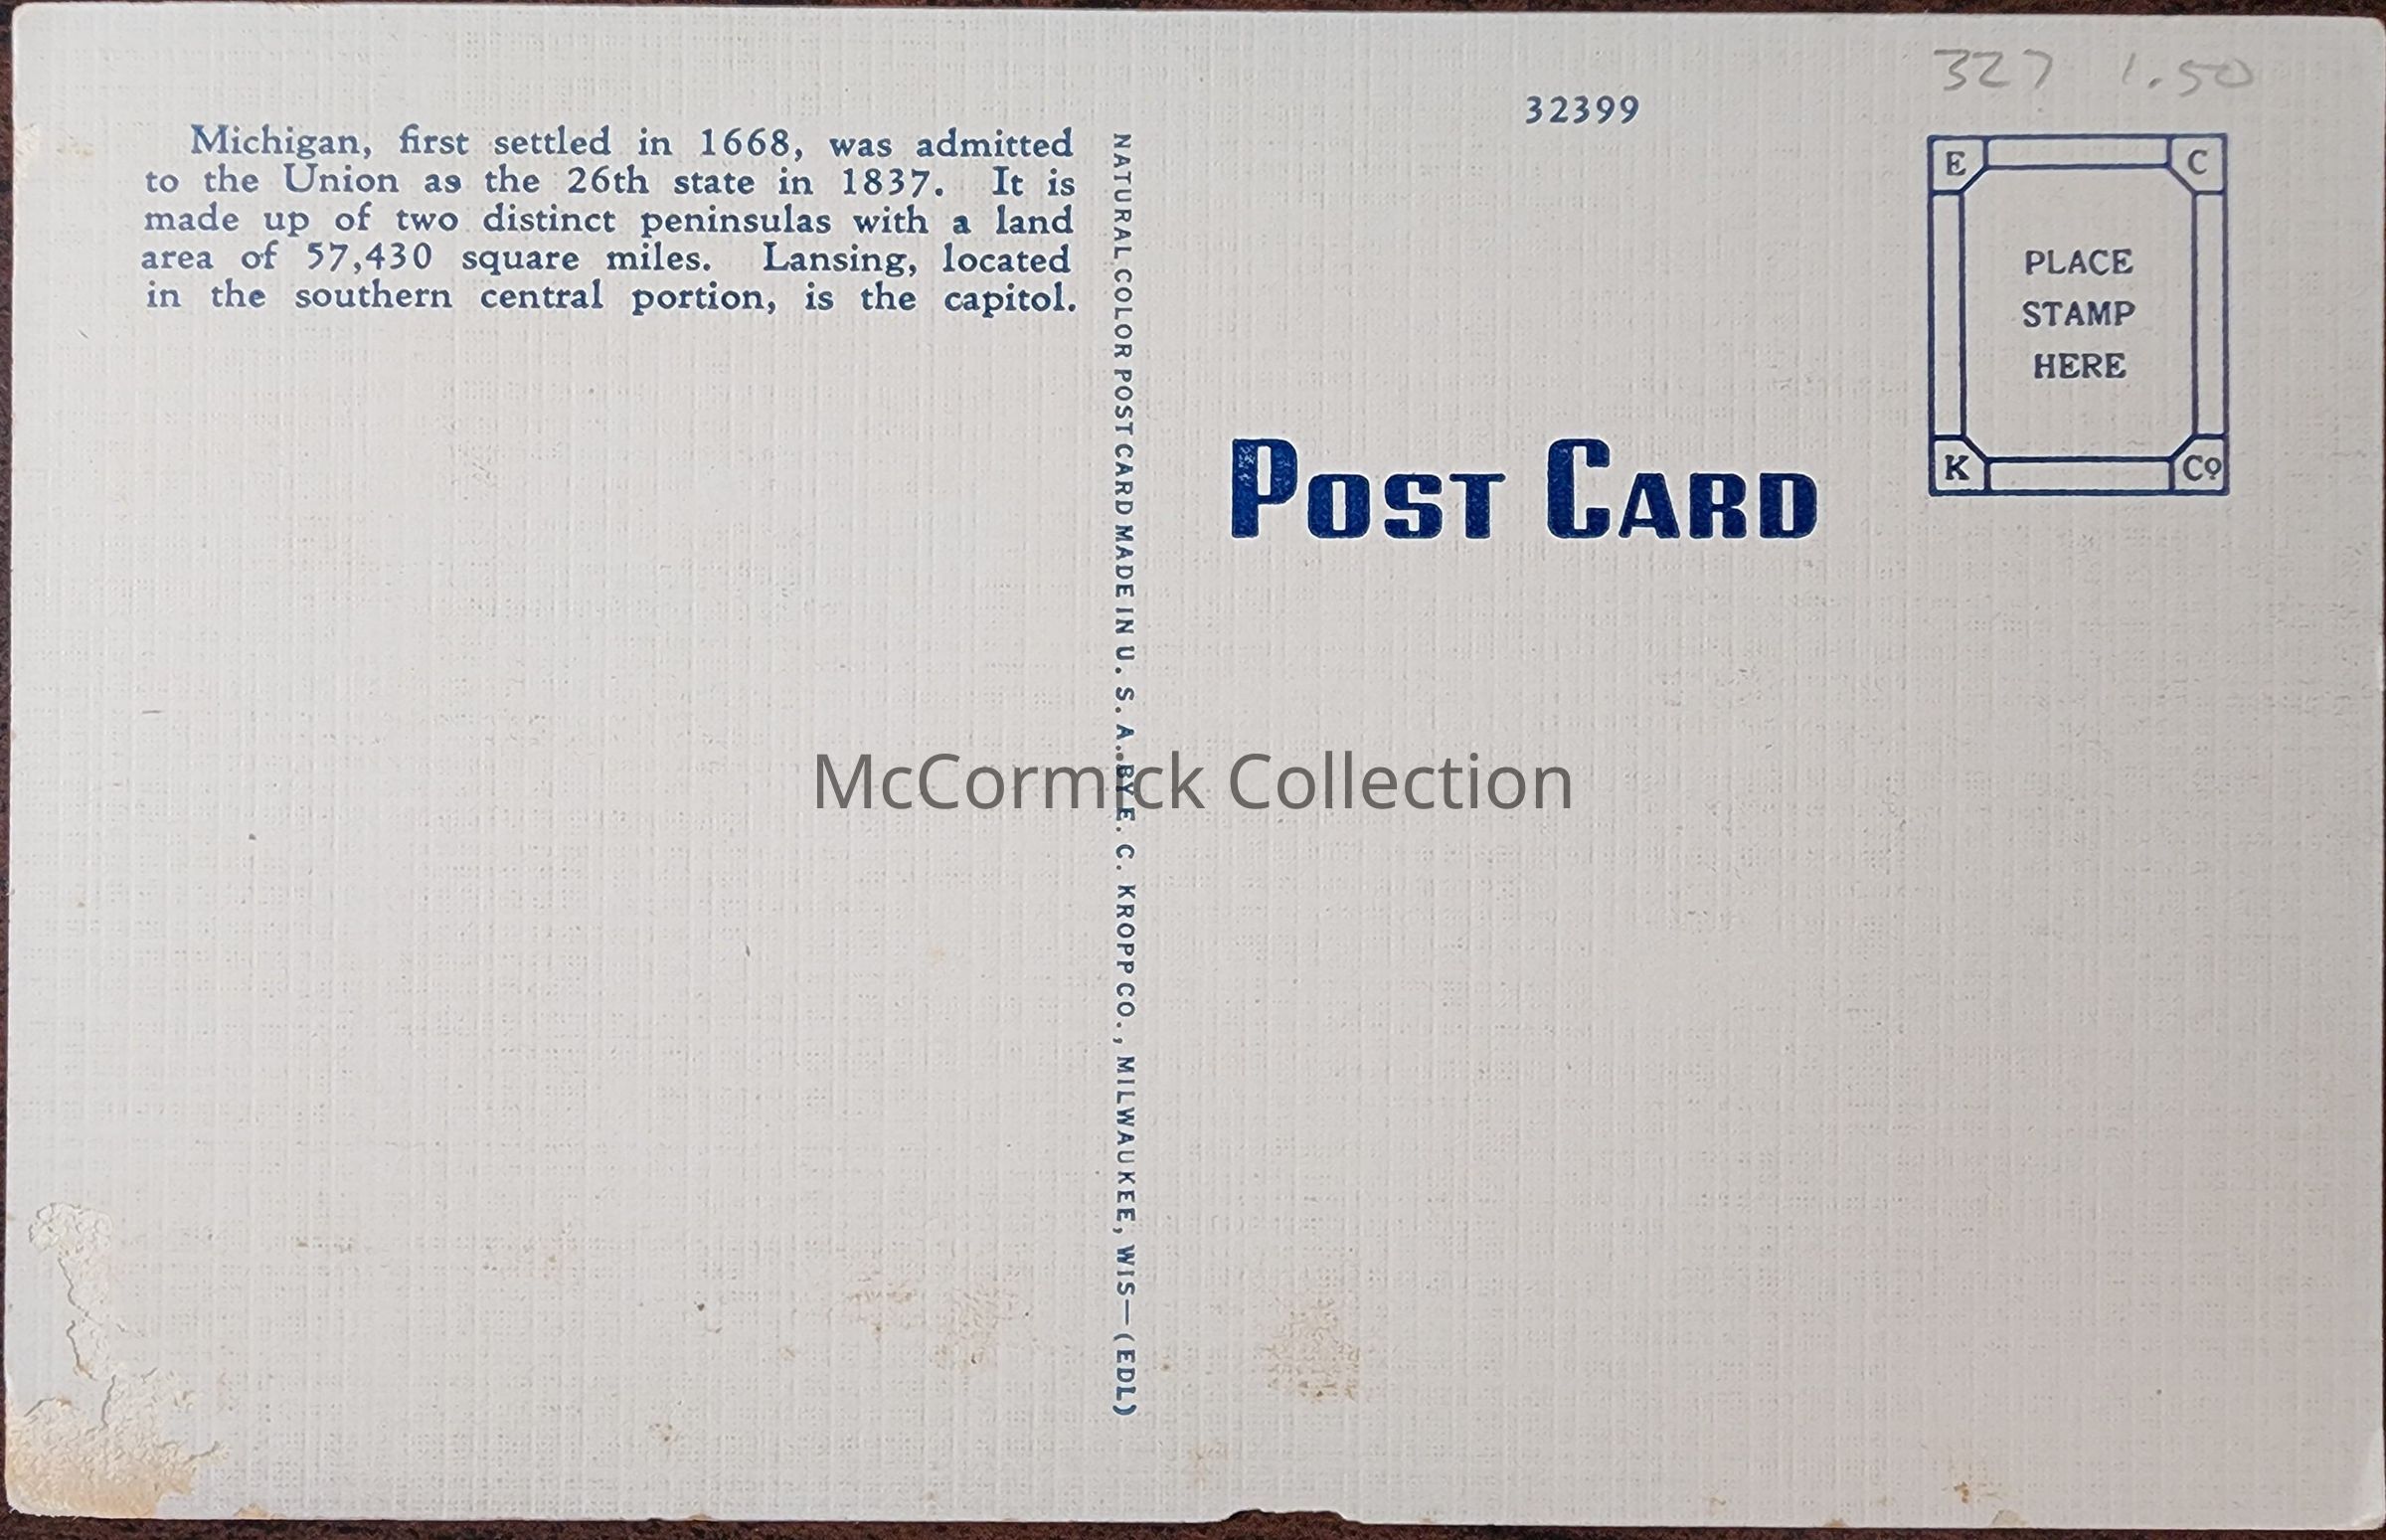 327 1.50
32399
Michigan, first settled in 1668, was admitted
to the Union as the 26th state in 1837. It is
made up of two distinct peninsulas with a land
area of 57,430 square miles. Lansing, located
in the southern central portion, is the capitol.
NATURAL COLOR POST CARD MADE IN U. S. A. BY E. C. KROPP CO., MILWAUKEE, WIS—(EDL)
E C
PLACE
STAMP
HERE
K Co
POST CARD
McCormick Collection